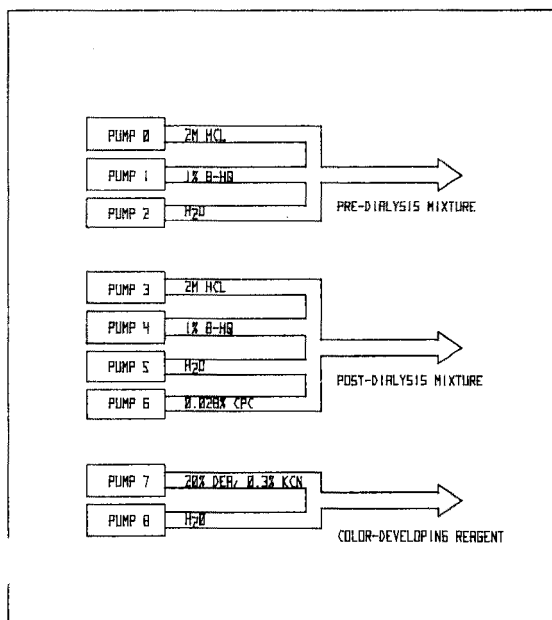 PUMP 0 2M HCL
PUMP 1 1% 8-HQ
PUMP 2 H2O
PRE-DIALYSIS MIXTURE
PUMP 3 2M HCL
PUMP 4 1% 8-HQ
PUMP 5 H2O
POST-DIALYSIS MIXTURE
PUMP 6 0.028% CPC
PUMP 7 20% DEA/ 0.3% KCN
PUMP 8 H2O
COLOR-DEVELOPING REAGENT